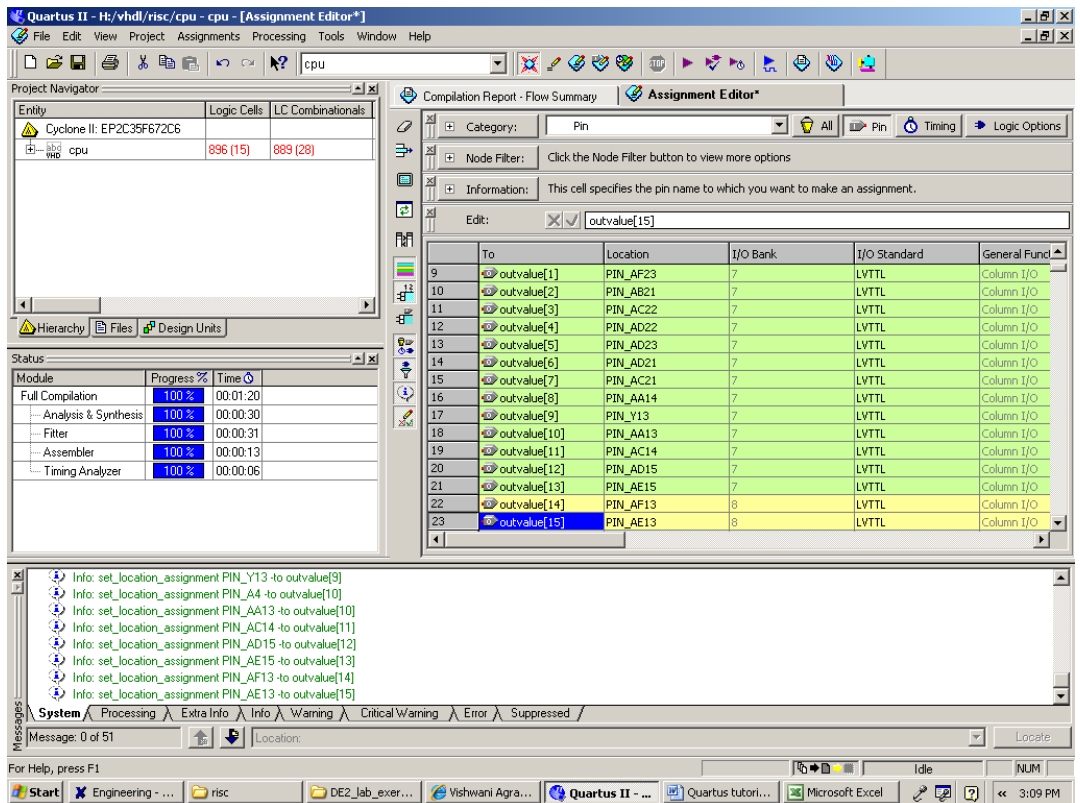 Quartus II - H:/vhdl/risc/cpu - cpu - [Assignment Editor*]
File Edit View Project Assignments Processing Tools Window Help
cpu
Project Navigator
Entity Logic Cells LC Combinationals
Cyclone II: EP2C35F672C6
abc VHD cpu 896 (15) 889 (28)
Hierarchy Files Design Units
Status
Module Progress % Time
Full Compilation 100 % 00:01:20
Analysis & Synthesis 100 % 00:00:30
Fitter 100 % 00:00:31
Assembler 100 % 00:00:13
Timing Analyzer 100 % 00:00:06
Compilation Report - Flow Summary Assignment Editor*
Category: Pin All Pin Timing Logic Options
Node Filter: Click the Node Filter button to view more options
Information: This cell specifies the pin name to which you want to make an assignment.
Edit: outvalue[15]
To Location I/O Bank I/O Standard General Funct
9 outvalue[1] PIN_AF23 7 LVTTL Column I/O
10 outvalue[2] PIN_AB21 7 LVTTL Column I/O
11 outvalue[3] PIN_AC22 7 LVTTL Column I/O
12 outvalue[4] PIN_AD22 7 LVTTL Column I/O
13 outvalue[5] PIN_AD23 7 LVTTL Column I/O
14 outvalue[6] PIN_AD21 7 LVTTL Column I/O
15 outvalue[7] PIN_AC21 7 LVTTL Column I/O
16 outvalue[8] PIN_AA14 7 LVTTL Column I/O
17 outvalue[9] PIN_Y13 7 LVTTL Column I/O
18 outvalue[10] PIN_AA13 7 LVTTL Column I/O
19 outvalue[11] PIN_AC14 7 LVTTL Column I/O
20 outvalue[12] PIN_AD15 7 LVTTL Column I/O
21 outvalue[13] PIN_AE15 7 LVTTL Column I/O
22 outvalue[14] PIN_AF13 8 LVTTL Column I/O
23 outvalue[15] PIN_AE13 8 LVTTL Column I/O
Info: set_location_assignment PIN_Y13 -to outvalue[9]
Info: set_location_assignment PIN_A4 -to outvalue[10]
Info: set_location_assignment PIN_AA13 -to outvalue[10]
Info: set_location_assignment PIN_AC14 -to outvalue[11]
Info: set_location_assignment PIN_AD15 -to outvalue[12]
Info: set_location_assignment PIN_AE15 -to outvalue[13]
Info: set_location_assignment PIN_AF13 -to outvalue[14]
Info: set_location_assignment PIN_AE13 -to outvalue[15]
Messages
System Processing Extra Info Info Warning Critical Warning Error Suppressed
Message: 0 of 51 Location: Locate
For Help, press F1 Idle NUM
Start Engineering - ... risc DE2_lab_exer... Vishwani Agra... Quartus II - ... Quartus tutori... Microsoft Excel « 3:09 PM